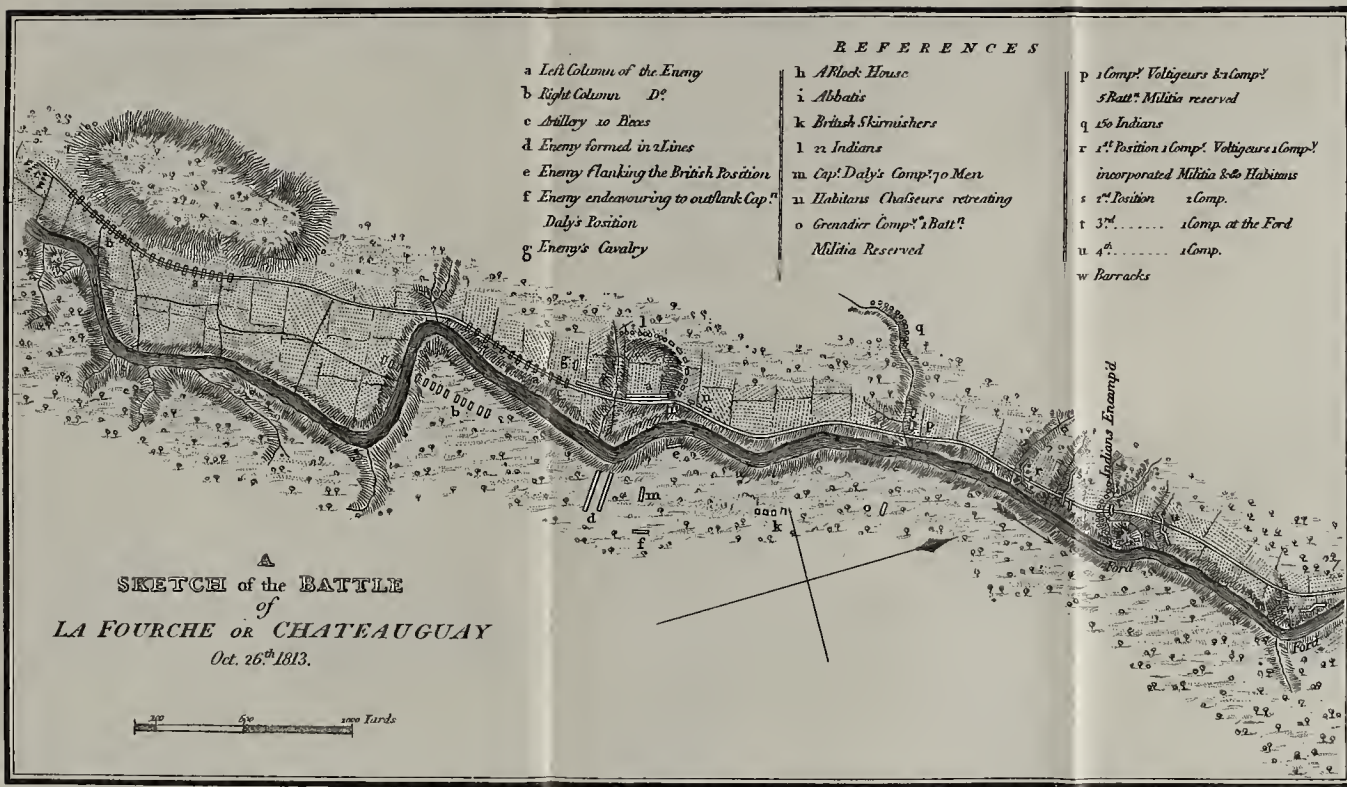 REFERENCES
a Left Column of the Enemy
b Right Column Do.
c Artillery 10 Pieces
d Enemy formed in 2 Lines
e Enemy flanking the British Position
f Enemy endeavouring to outflank Capn.
Daly's Position
g Enemy's Cavalry
h A Block House
i Abbatis
k British Skirmishers
l 22 Indians
m Capt. Daly's Compy. 70 Men
n Habitans Chaſseurs retreating
o Grenadier Compy. 1 Battn.
Militia Reserved
p 1 Compy. Voltigeurs & 1 Compy.
5 Battn. Militia reserved
q 150 Indians
r 1st. Position 1 Compy. Voltigeurs 1 Compy.
incorporated Militia & 60 Habitans
s 2nd. Position 1 Comp.
t 3rd ........ 1 Comp. at the Ford
u 4th. ........ 1 Comp.
w Barracks
b
l
q
g
c
n
b
p
e
r
s
Indians Encamp'd
d
m
f
k
o
u
Ford
w
Ford
A
SKETCH of the BATTLE
of
LA FOURCHE OR CHATEAUGUAY
Oct. 26.th 1813.
200 600 1000 Yards